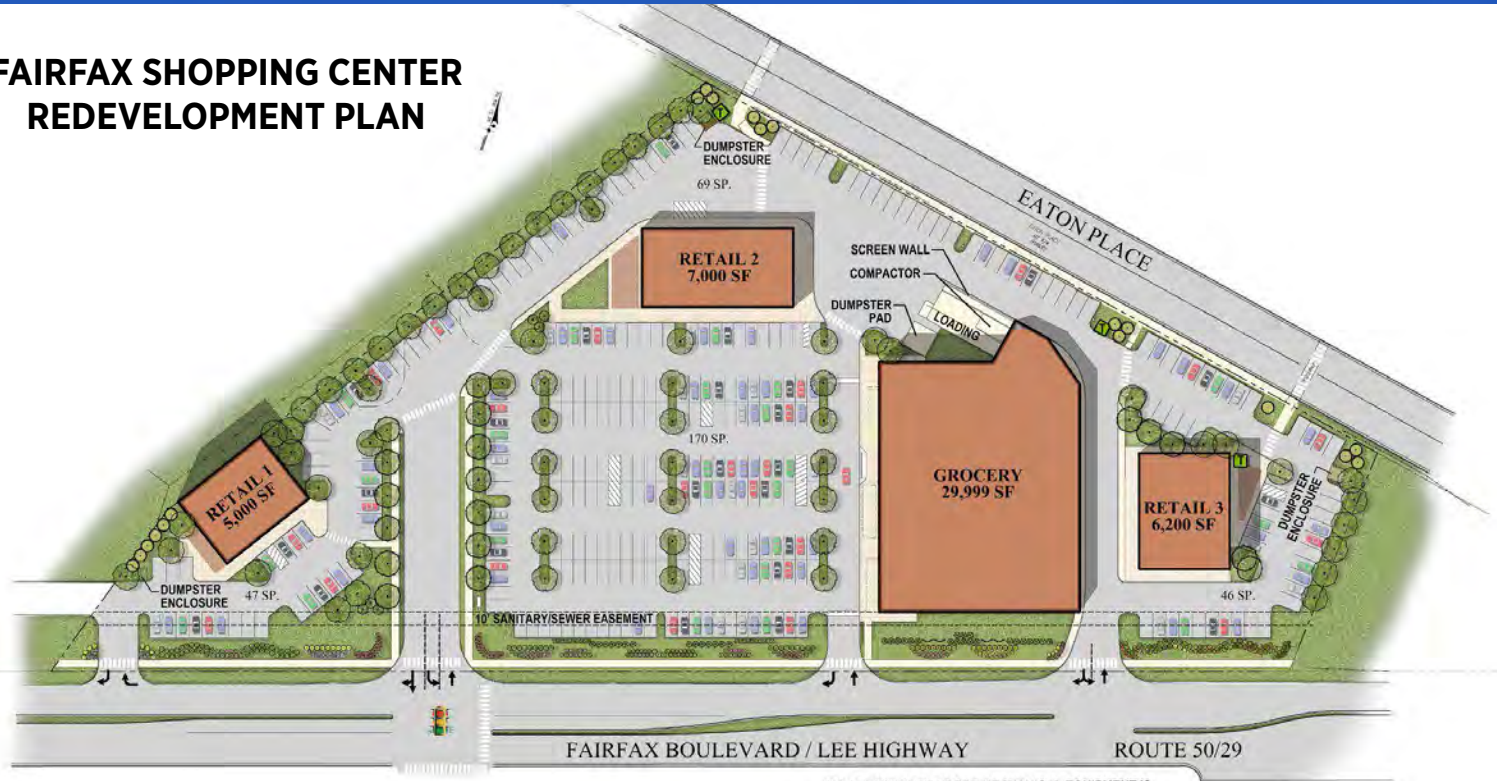 FAIRFAX SHOPPING CENTER
REDEVELOPMENT PLAN
DUMPSTER
ENCLOSURE
69 SP.
EATON PLACE
RETAIL 2
7,000 SF
SCREEN WALL
COMPACTOR
DUMPSTER
PAD
LOADING
170 SP.
GROCERY
29,999 SF
RETAIL 1
5,000 SF
RETAIL 3
6,200 SF
DUMPSTER
ENCLOSURE
T
T
T
DUMPSTER
ENCLOSURE
47 SP.
46 SP.
10' SANITARY/SEWER EASEMENT
FAIRFAX BOULEVARD / LEE HIGHWAY
ROUTE 50/29